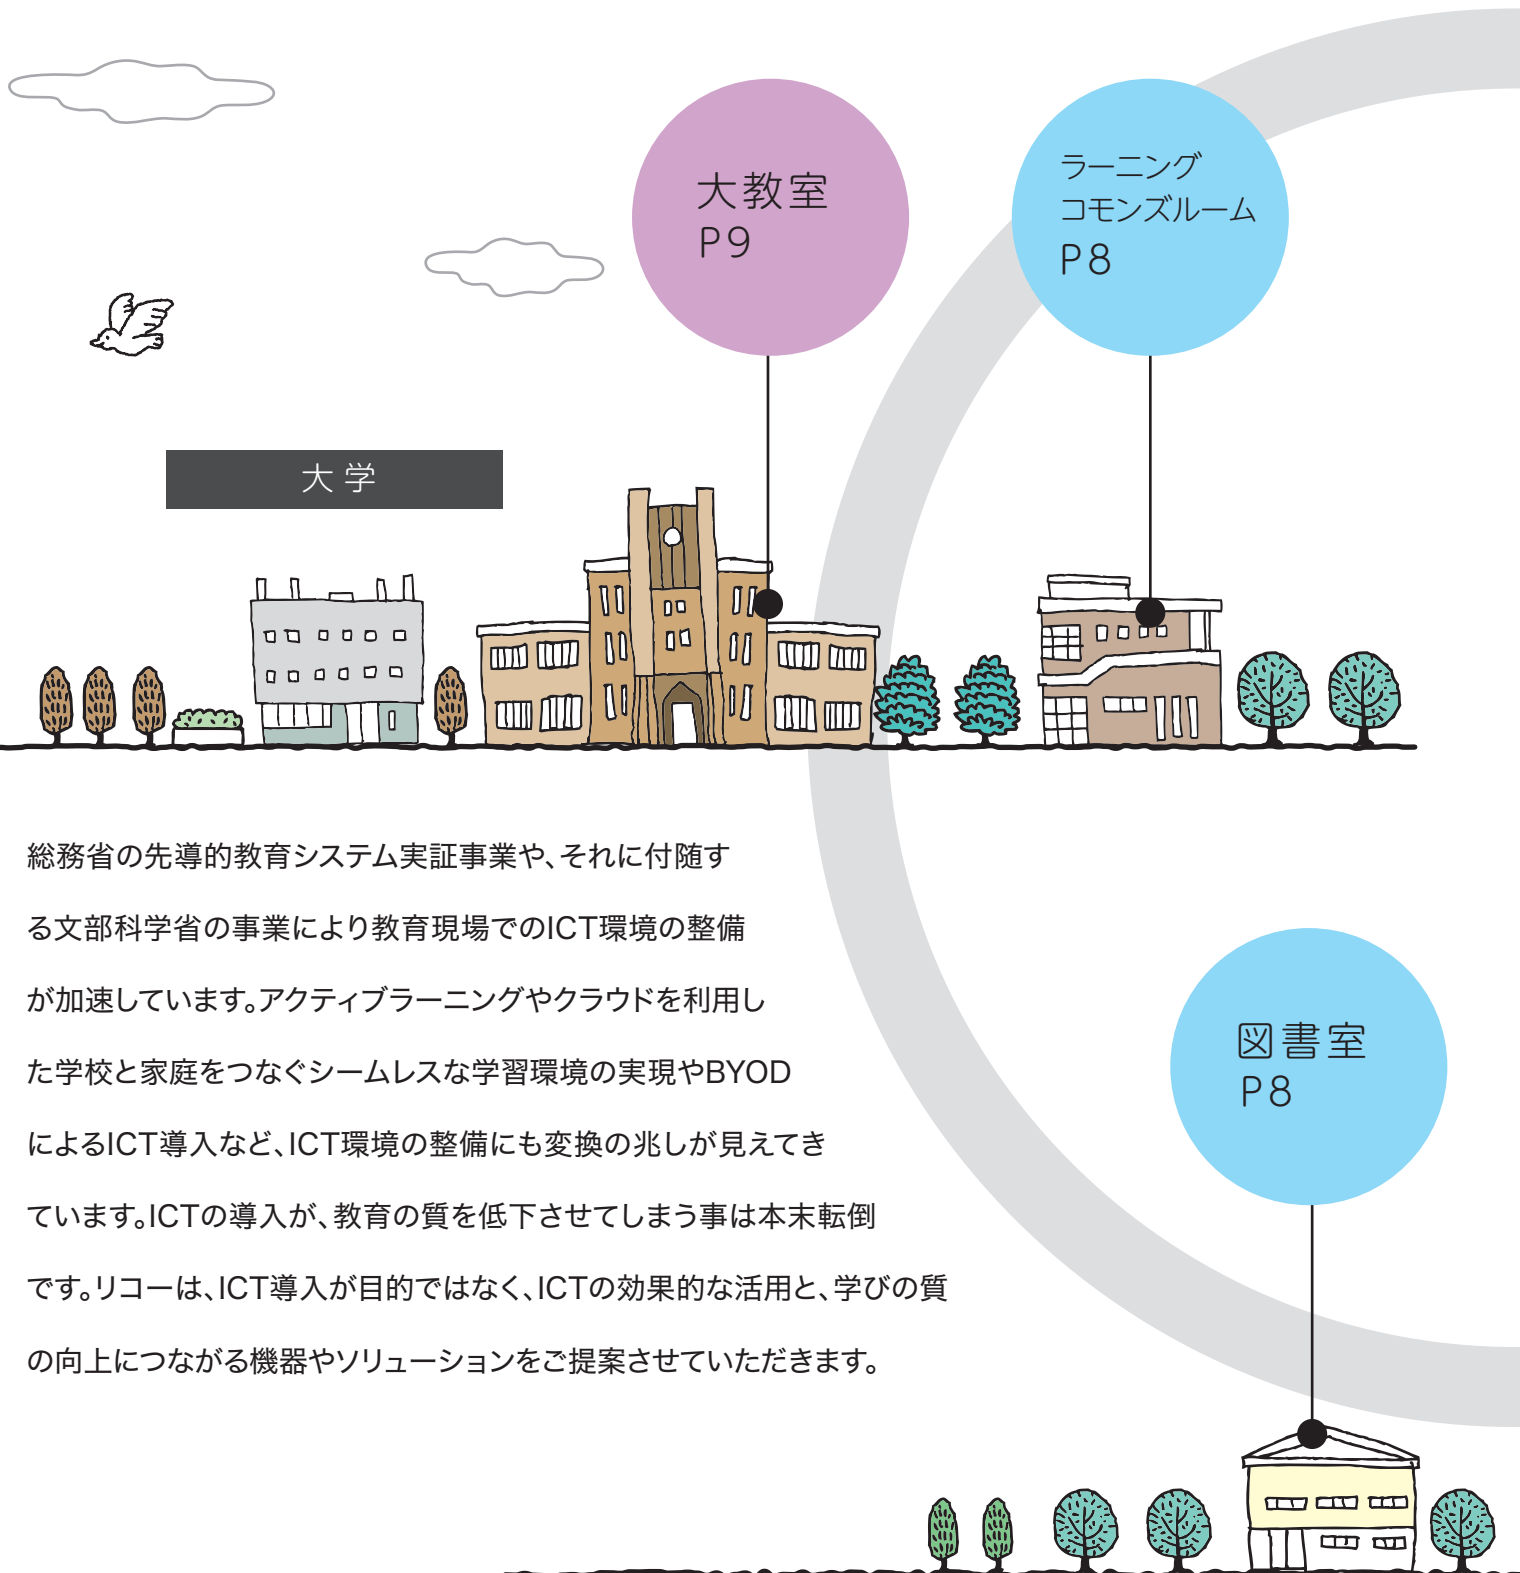 大教室
P9
ラーニング
コモンズルーム
P8
大学
総務省の先導的教育システム実証事業や、それに付随す
る文部科学省の事業により教育現場でのICT環境の整備
が加速しています。アクティブラーニングやクラウドを利用し
た学校と家庭をつなぐシームレスな学習環境の実現やBYOD
によるICT導入など、ICT環境の整備にも変換の兆しが見えてき
ています。ICTの導入が、教育の質を低下させてしまう事は本末転倒
です。リコーは、ICT導入が目的ではなく、ICTの効果的な活用と、学びの質
の向上につながる機器やソリューションをご提案させていただきます。
図書室
P8